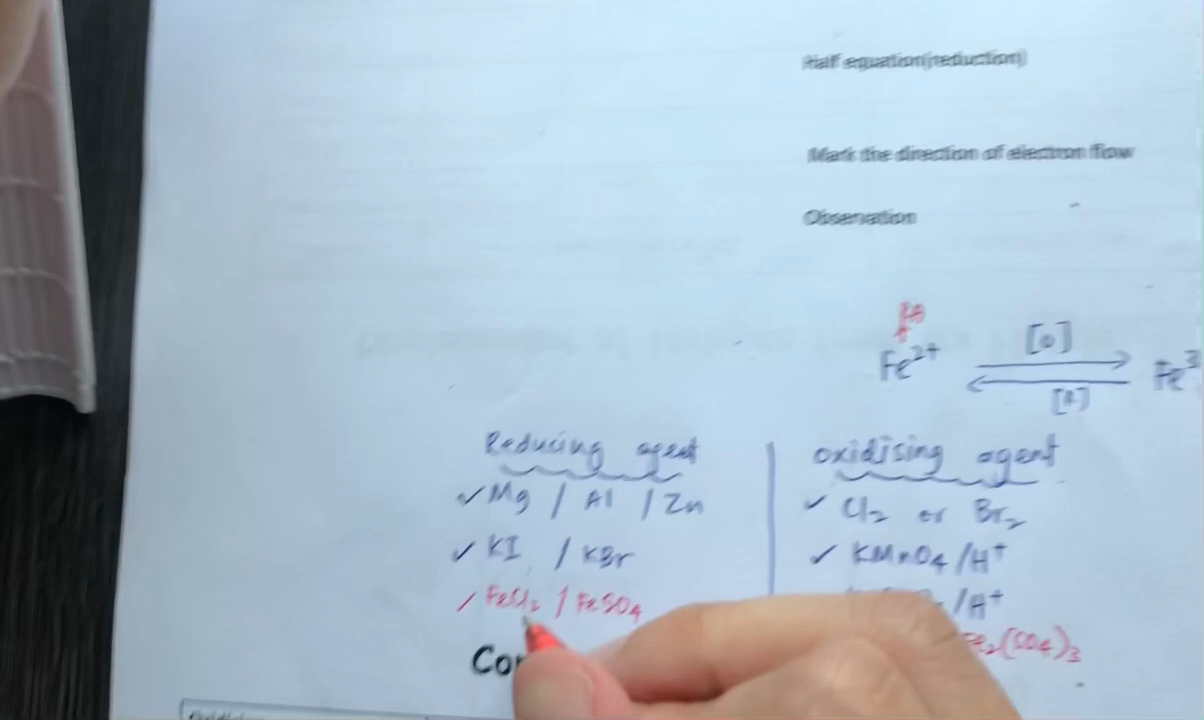 Half equation(reduction)
Mark the direction of electron flow
Observation
RA
Fe²⁺ [O] Fe³
[R]
Reducing agent
✓ Mg / Al / Zn
✓ KI / KBr
✓ FeCl₂ / FeSO₄
oxidising agent
✓ Cl₂ or Br₂
✓ KMnO₄ /H⁺
/H⁺
Fe₂(SO₄)₃